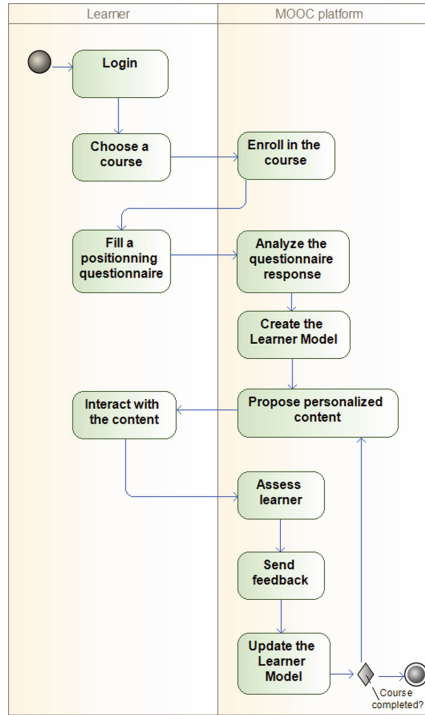 Learner
MOOC platform
Login
Choose a
course
Enroll in the
course
Fill a
positionning
questionnaire
Analyze the
questionnaire
response
Create the
Learner Model
Interact with
the content
Propose personalized
content
Assess
learner
Send
feedback
Update the
Learner
Model
Course
completed?